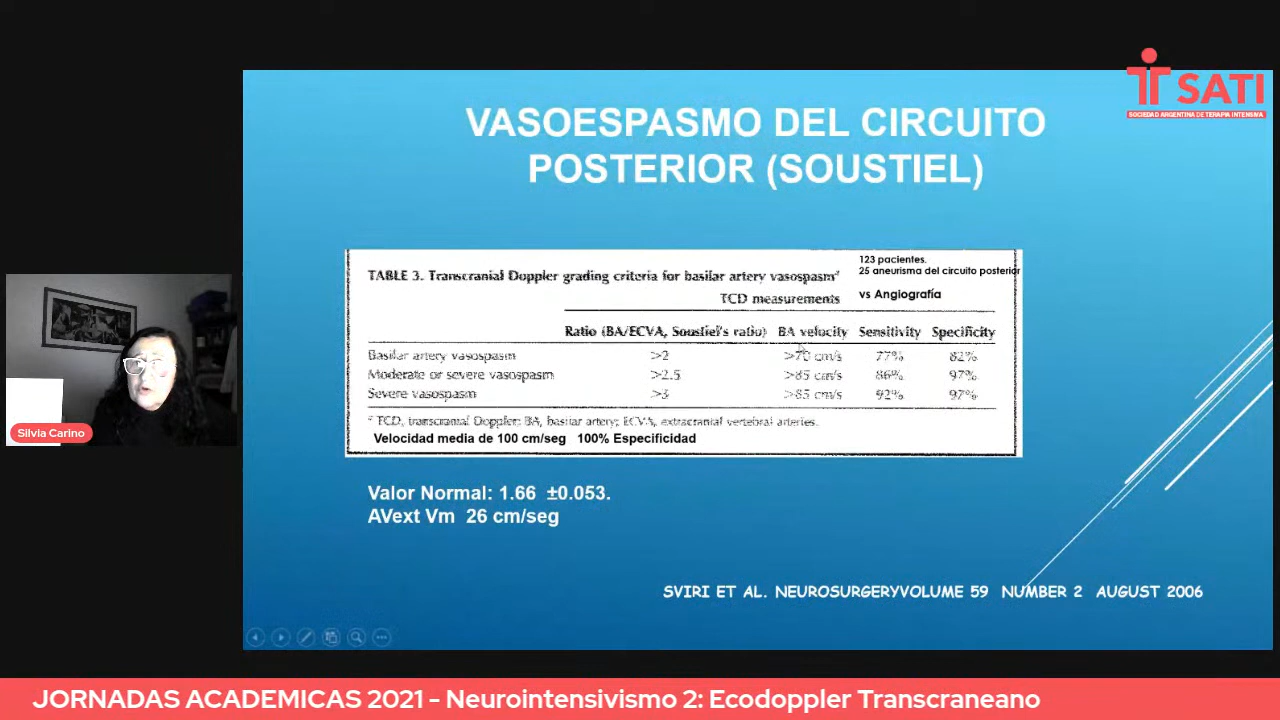 SATI
SOCIEDAD ARGENTINA DE TERAPIA INTENSIVA
VASOESPASMO DEL CIRCUITO
POSTERIOR (SOUSTIEL)
123 pacientes.
25 aneurisma del circuito posterior
TABLE 3. Transcranial Doppler grading criteria for basilar artery vasospasmª
vs Angiografía
TCD measurements
Ratio (BA/ECVA, Soustiel's ratio) BA velocity Sensitivity Specificity
Basilar artery vasospasm >2 >70 cm/s 77% 82%
Moderate or severe vasospasm >2.5 >85 cm/s 86% 97%
Severe vasospasm >3 >85 cm/s 92% 97%
ª TCD, transcranial Doppler; BA, basilar artery; ECVA, extracranial vertebral arteries.
Velocidad media de 100 cm/seg 100% Especificidad
Valor Normal: 1.66 ±0.053.
AVext Vm 26 cm/seg
SVIRI ET AL. NEUROSURGERYVOLUME 59 NUMBER 2 AUGUST 2006
Silvia Carino
JORNADAS ACADEMICAS 2021 - Neurointensivismo 2: Ecodoppler Transcraneano